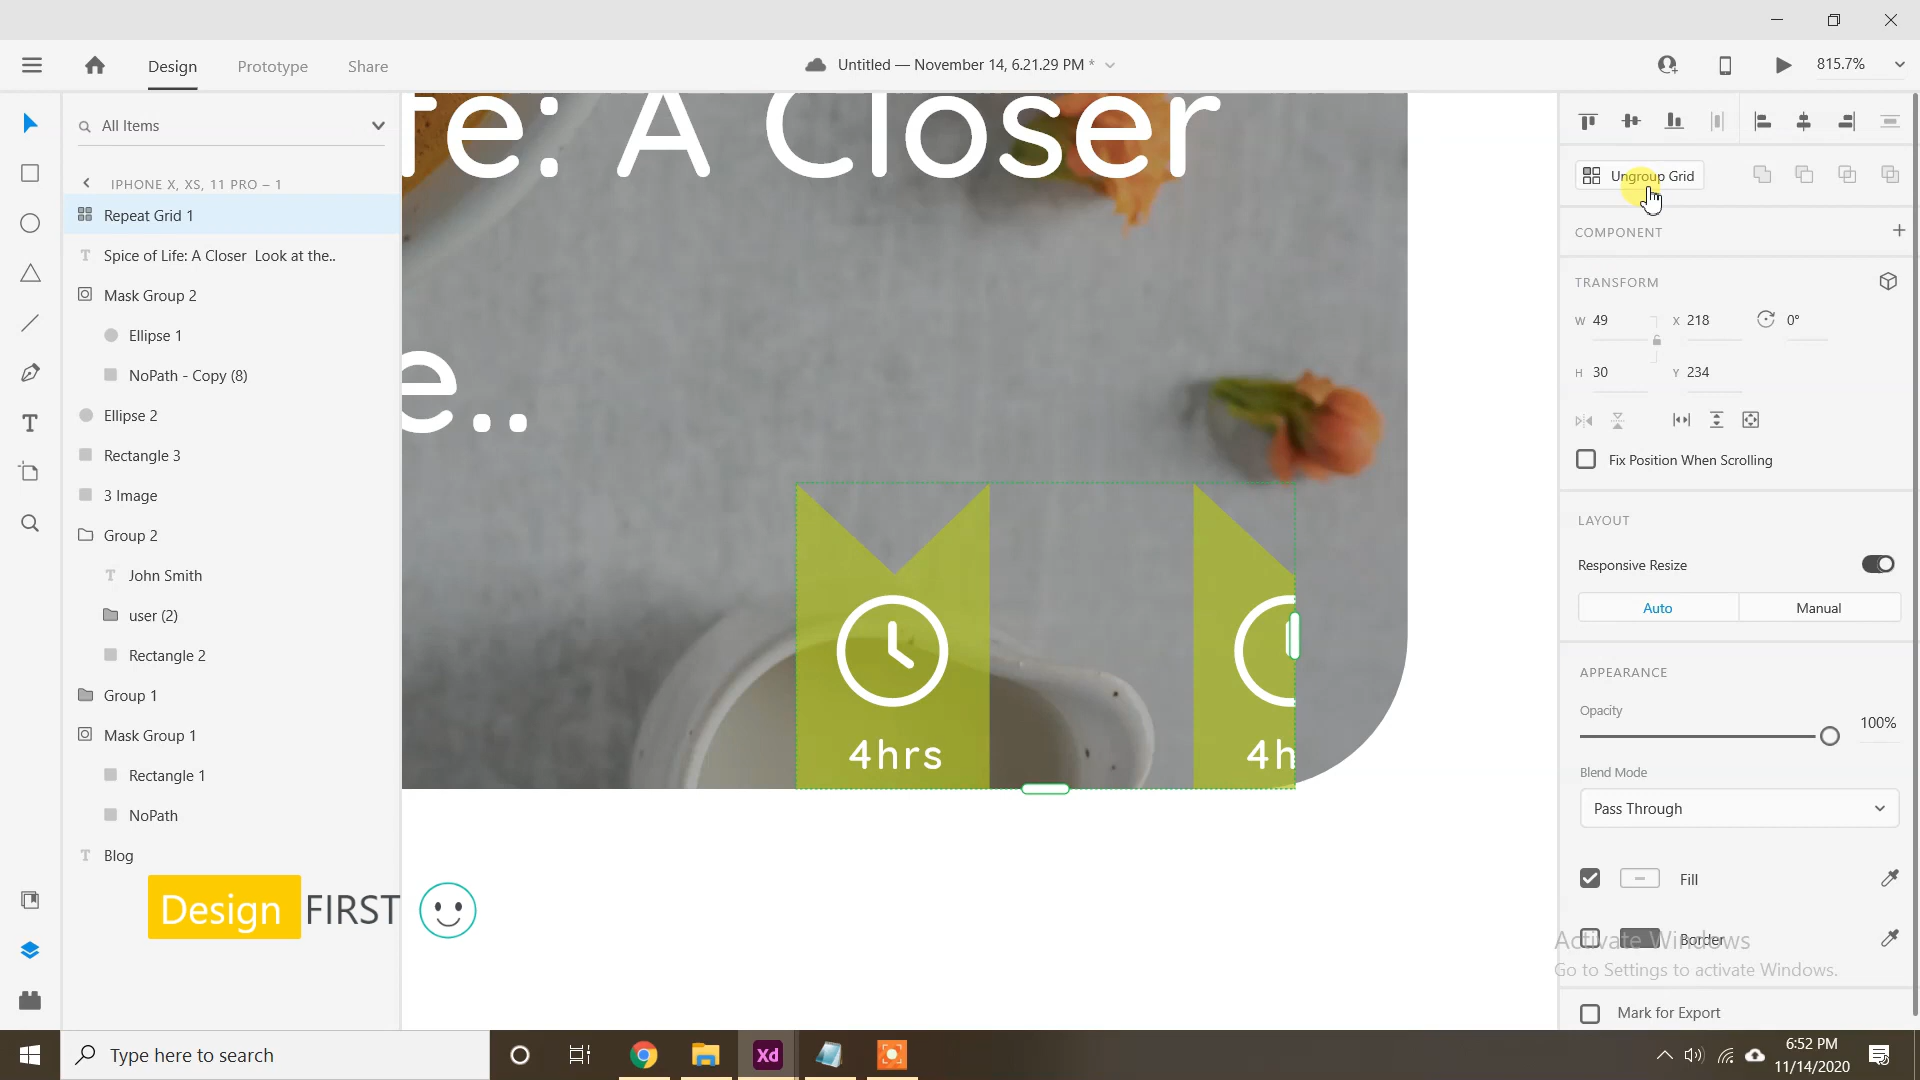 Design
Prototype
Share
Untitled — November 14, 6.21.29 PM *
815.7%
All Items
IPHONE X, XS, 11 PRO – 1
Repeat Grid 1
Spice of Life: A Closer Look at the..
Mask Group 2
Ellipse 1
NoPath - Copy (8)
Ellipse 2
Rectangle 3
3 Image
Group 2
John Smith
user (2)
Rectangle 2
Group 1
Mask Group 1
Rectangle 1
NoPath
Blog
Design FIRST
fe: A Closer
e..
4hrs
4h
Ungroup Grid
COMPONENT
TRANSFORM
W 49
X 218
0°
H 30
Y 234
Fix Position When Scrolling
LAYOUT
Responsive Resize
Auto
Manual
APPEARANCE
Opacity
100%
Blend Mode
Pass Through
Fill
Border
Activate Windows
Go to Settings to activate Windows.
Mark for Export
Type here to search
Xd
6:52 PM
11/14/2020